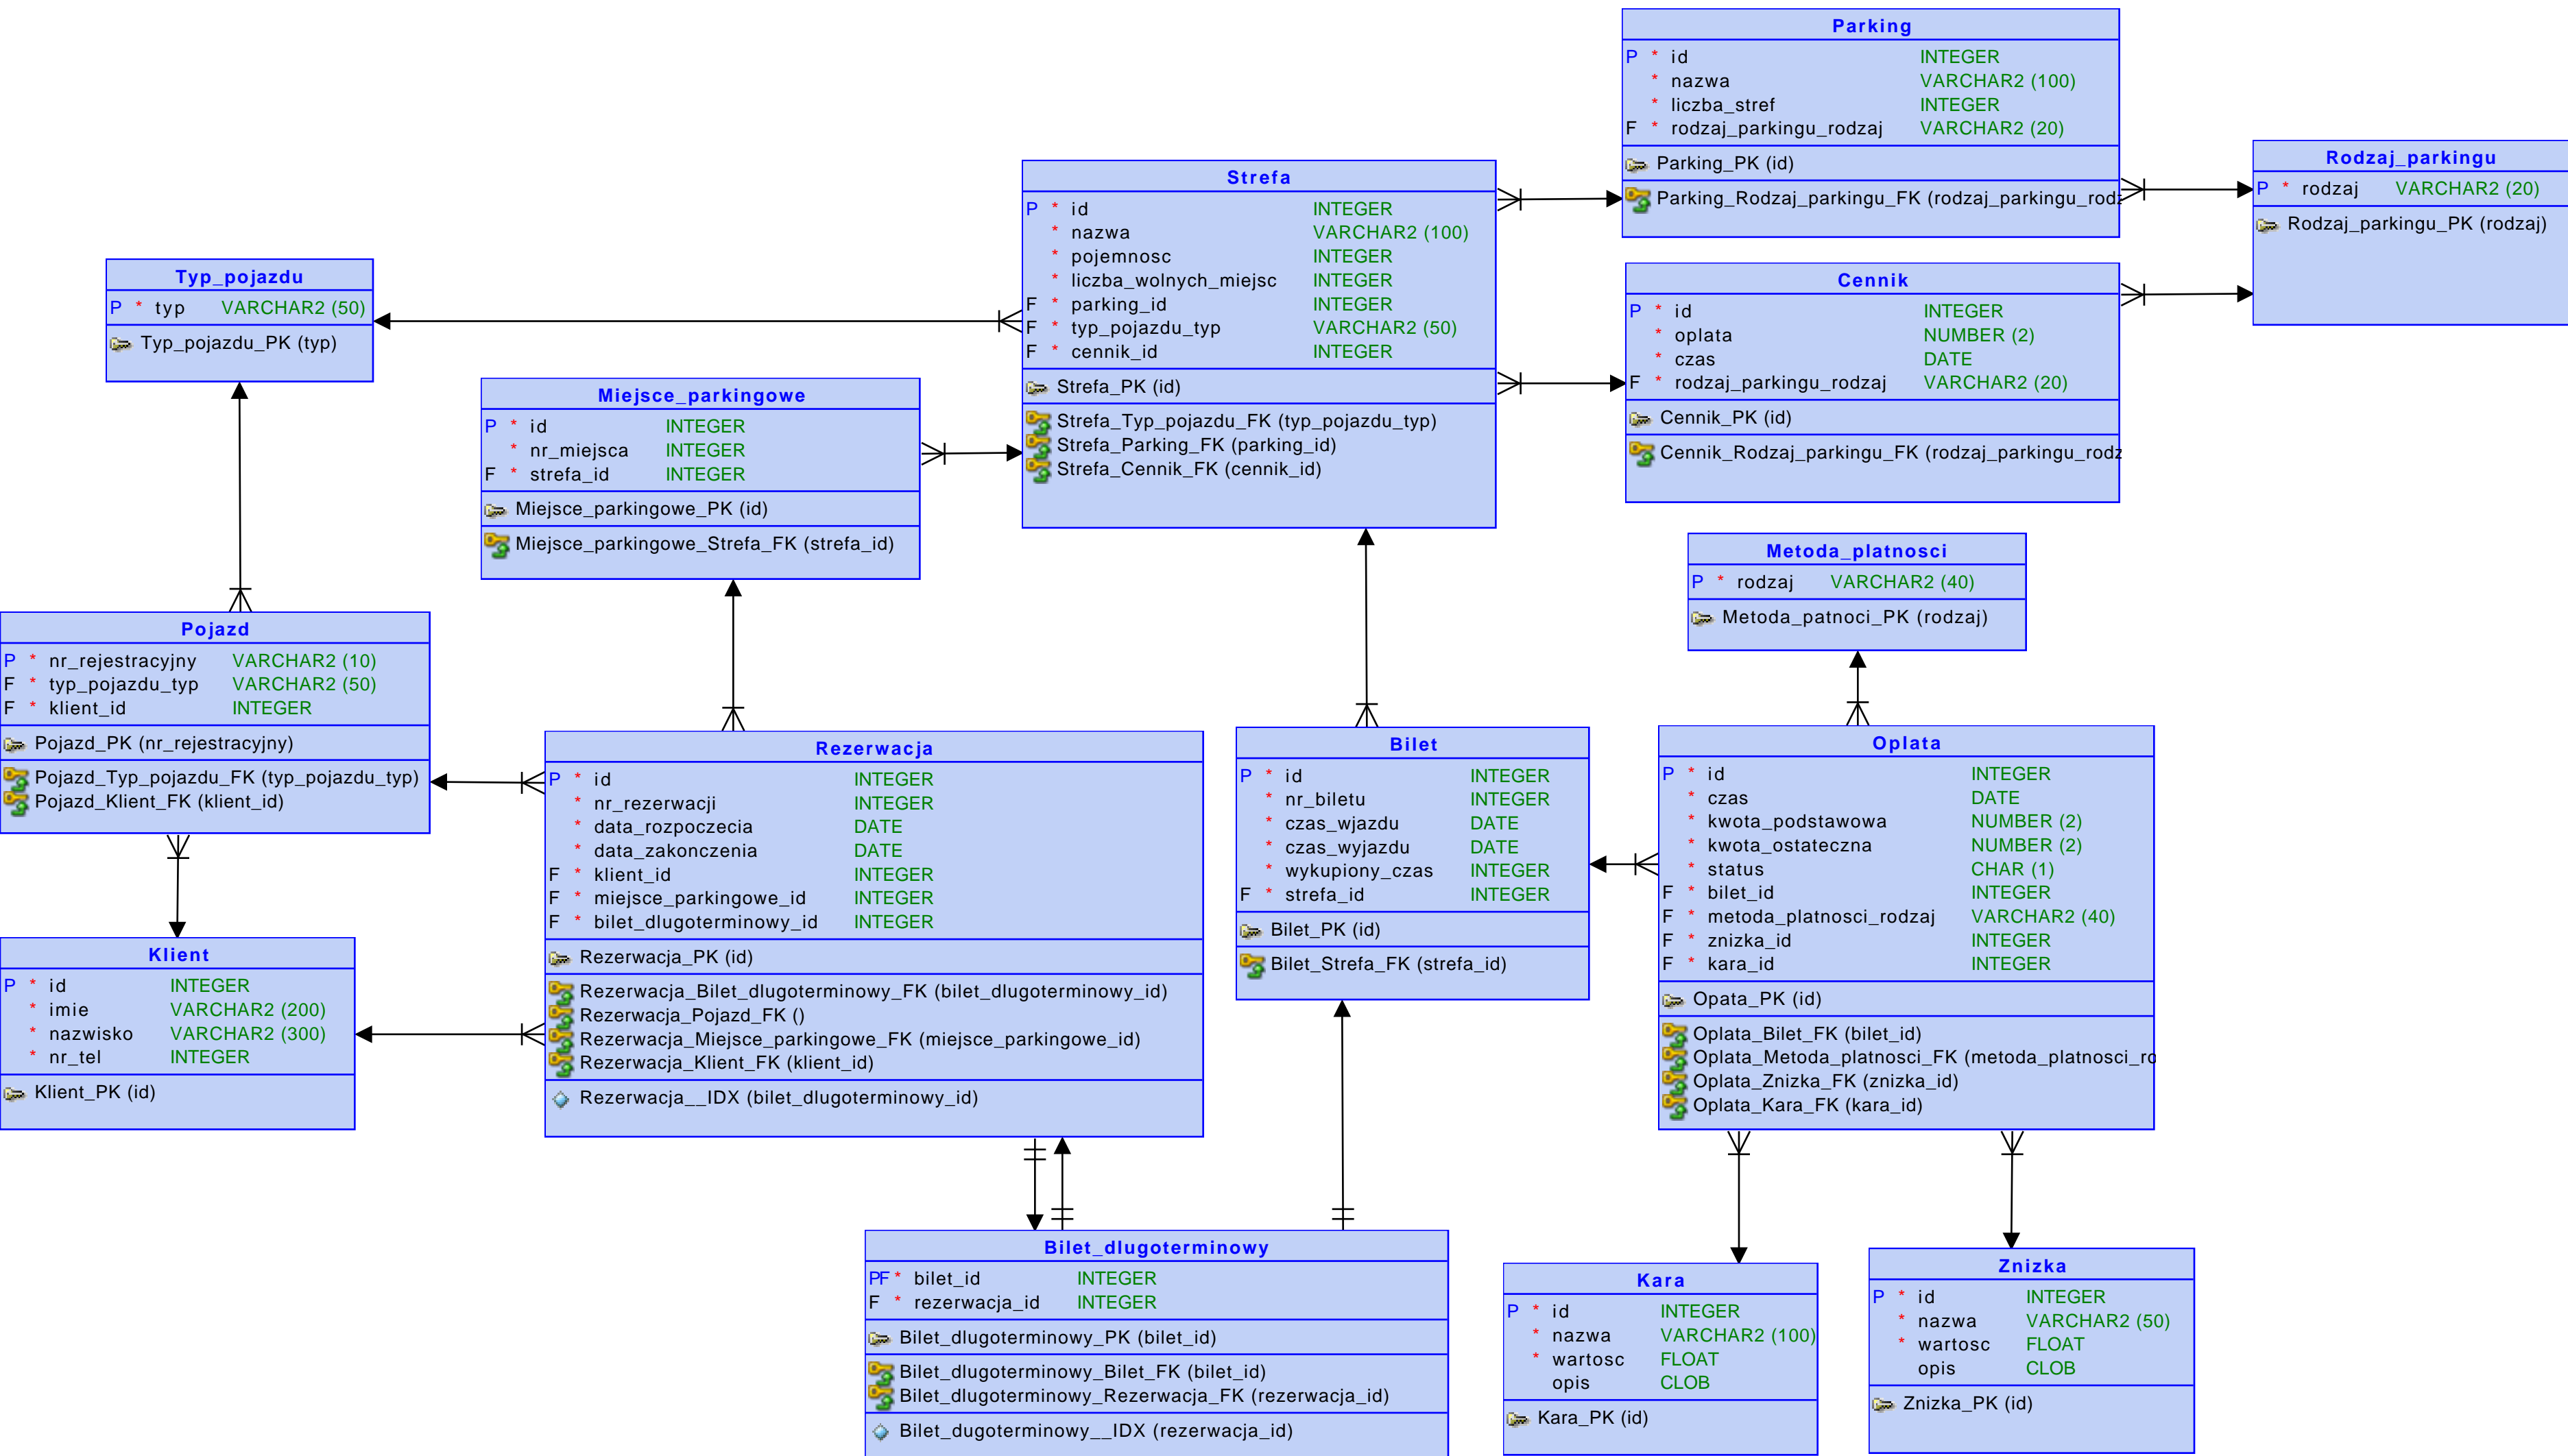 Parking
P * id INTEGER
* nazwa VARCHAR2 (100)
* liczba_stref INTEGER
F * rodzaj_parkingu_rodzaj VARCHAR2 (20)
Parking_PK (id)
Parking_Rodzaj_parkingu_FK (rodzaj_parkingu_rodz
Rodzaj_parkingu
P * rodzaj VARCHAR2 (20)
Rodzaj_parkingu_PK (rodzaj)
Strefa
P * id INTEGER
* nazwa VARCHAR2 (100)
* pojemnosc INTEGER
* liczba_wolnych_miejsc INTEGER
F * parking_id INTEGER
F * typ_pojazdu_typ VARCHAR2 (50)
F * cennik_id INTEGER
Strefa_PK (id)
Strefa_Typ_pojazdu_FK (typ_pojazdu_typ)
Strefa_Parking_FK (parking_id)
Strefa_Cennik_FK (cennik_id)
Typ_pojazdu
P * typ VARCHAR2 (50)
Typ_pojazdu_PK (typ)
Cennik
P * id INTEGER
* oplata NUMBER (2)
* czas DATE
F * rodzaj_parkingu_rodzaj VARCHAR2 (20)
Cennik_PK (id)
Cennik_Rodzaj_parkingu_FK (rodzaj_parkingu_rodz
Miejsce_parkingowe
P * id INTEGER
* nr_miejsca INTEGER
F * strefa_id INTEGER
Miejsce_parkingowe_PK (id)
Miejsce_parkingowe_Strefa_FK (strefa_id)
Metoda_platnosci
P * rodzaj VARCHAR2 (40)
Metoda_patnoci_PK (rodzaj)
Pojazd
P * nr_rejestracyjny VARCHAR2 (10)
F * typ_pojazdu_typ VARCHAR2 (50)
F * klient_id INTEGER
Pojazd_PK (nr_rejestracyjny)
Pojazd_Typ_pojazdu_FK (typ_pojazdu_typ)
Pojazd_Klient_FK (klient_id)
Rezerwacja
P * id INTEGER
* nr_rezerwacji INTEGER
* data_rozpoczecia DATE
* data_zakonczenia DATE
F * klient_id INTEGER
F * miejsce_parkingowe_id INTEGER
F * bilet_dlugoterminowy_id INTEGER
Rezerwacja_PK (id)
Rezerwacja_Bilet_dlugoterminowy_FK (bilet_dlugoterminowy_id)
Rezerwacja_Pojazd_FK ()
Rezerwacja_Miejsce_parkingowe_FK (miejsce_parkingowe_id)
Rezerwacja_Klient_FK (klient_id)
Rezerwacja__IDX (bilet_dlugoterminowy_id)
Bilet
P * id INTEGER
* nr_biletu INTEGER
* czas_wjazdu DATE
* czas_wyjazdu DATE
* wykupiony_czas INTEGER
F * strefa_id INTEGER
Bilet_PK (id)
Bilet_Strefa_FK (strefa_id)
Oplata
P * id INTEGER
* czas DATE
* kwota_podstawowa NUMBER (2)
* kwota_ostateczna NUMBER (2)
* status CHAR (1)
F * bilet_id INTEGER
F * metoda_platnosci_rodzaj VARCHAR2 (40)
F * znizka_id INTEGER
F * kara_id INTEGER
Opata_PK (id)
Oplata_Bilet_FK (bilet_id)
Oplata_Metoda_platnosci_FK (metoda_platnosci_ro
Oplata_Znizka_FK (znizka_id)
Oplata_Kara_FK (kara_id)
Klient
P * id INTEGER
* imie VARCHAR2 (200)
* nazwisko VARCHAR2 (300)
* nr_tel INTEGER
Klient_PK (id)
Bilet_dlugoterminowy
PF * bilet_id INTEGER
F * rezerwacja_id INTEGER
Bilet_dlugoterminowy_PK (bilet_id)
Bilet_dlugoterminowy_Bilet_FK (bilet_id)
Bilet_dlugoterminowy_Rezerwacja_FK (rezerwacja_id)
Bilet_dugoterminowy__IDX (rezerwacja_id)
Kara
P * id INTEGER
* nazwa VARCHAR2 (100)
* wartosc FLOAT
opis CLOB
Kara_PK (id)
Znizka
P * id INTEGER
* nazwa VARCHAR2 (50)
* wartosc FLOAT
opis CLOB
Znizka_PK (id)